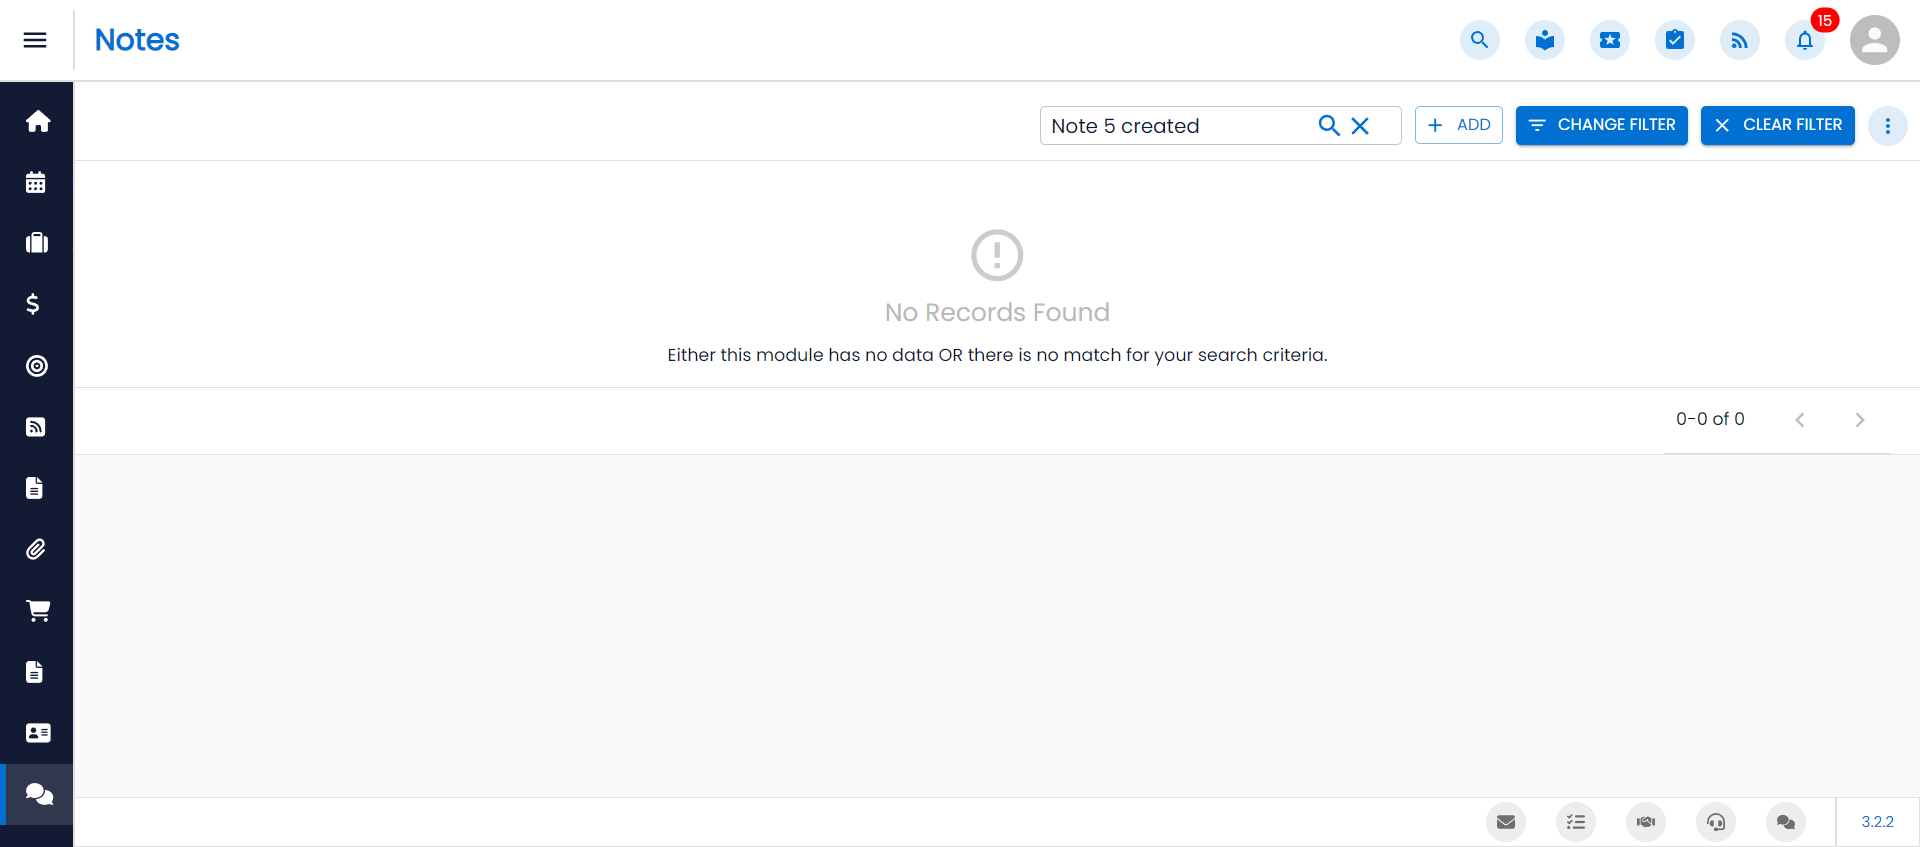 Notes
15
Note 5 created
ADD
CHANGE FILTER
CLEAR FILTER
No Records Found
Either this module has no data OR there is no match for your search criteria.
0-0 of 0
3.2.2